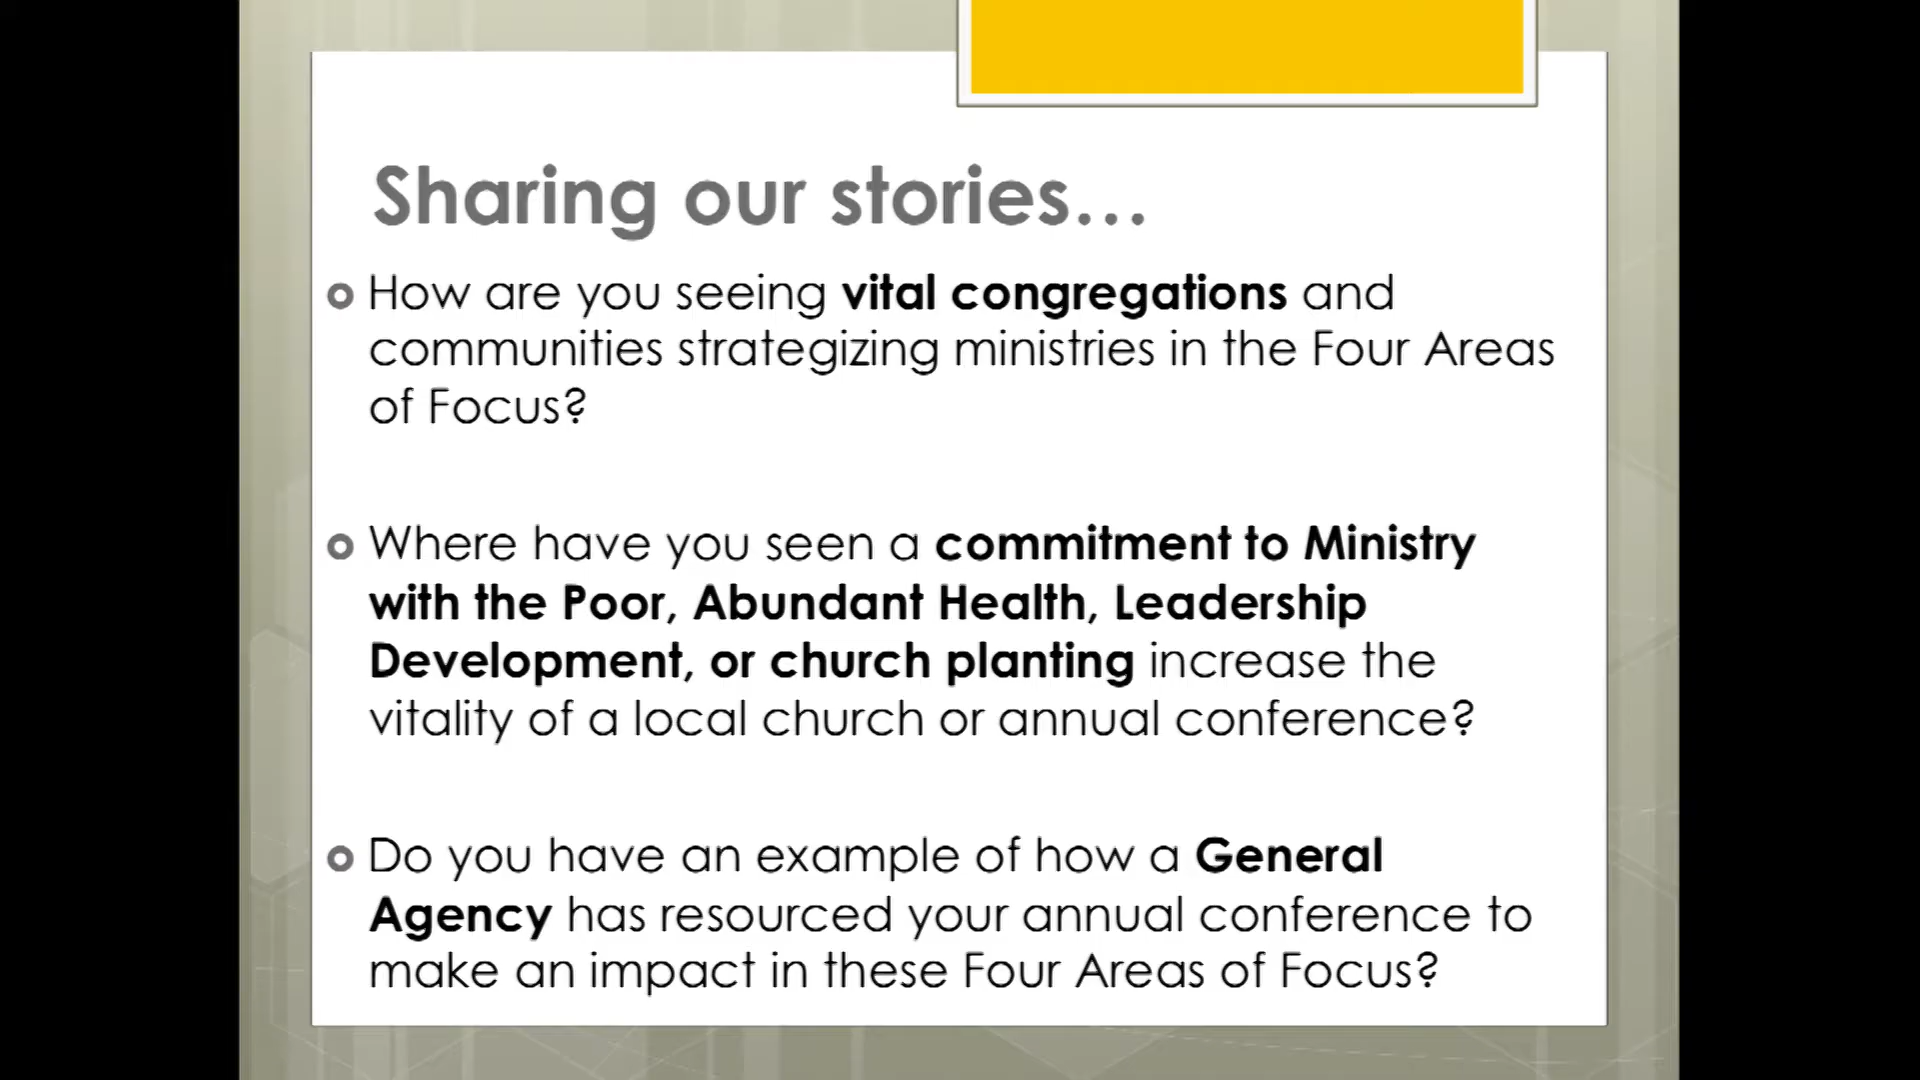 Sharing our stories…
How are you seeing vital congregations and
communities strategizing ministries in the Four Areas
of Focus?
Where have you seen a commitment to Ministry
with the Poor, Abundant Health, Leadership
Development, or church planting increase the
vitality of a local church or annual conference?
Do you have an example of how a General
Agency has resourced your annual conference to
make an impact in these Four Areas of Focus?